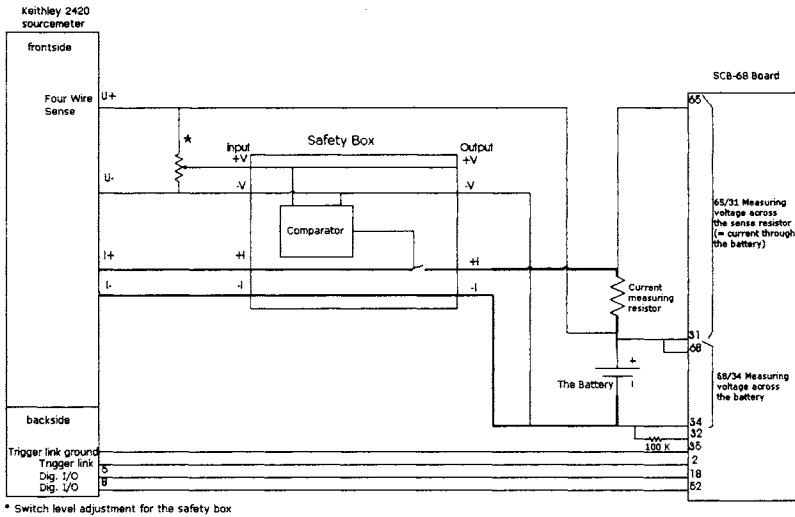 Keithley 2420
sourcemeter
frontside
SCB-68 Board
Four Wire
Sense
U+
65
*
Safety Box
Input
Output
+V
+V
U-
-V
-V
Comparator
65/31 Measuring
voltage across
the sense resistor
(= current through
the battery)
I+
+I
+I
I-
-I
-I
Current
measuring
resistor
31
68
+
The Battery
68/34 Measuring
voltage across
the battery
backside
34
32
100 K
35
Trigger link ground
Trigger link
2
Dig. I/O
18
Dig. I/O
8
52
* Switch level adjustment for the safety box